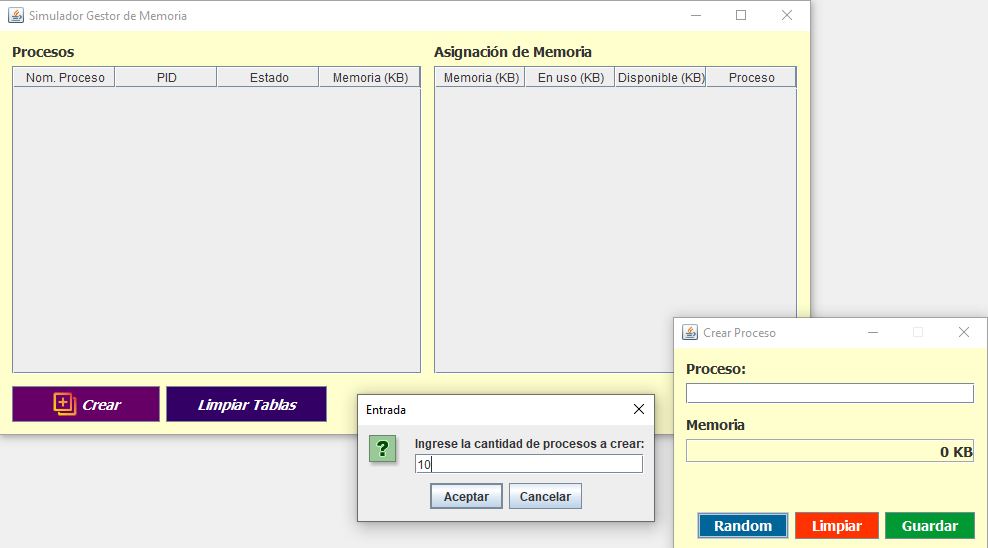 Simulador Gestor de Memoria
Procesos
Nom. Proceso PID Estado Memoria (KB)
Asignación de Memoria
Memoria (KB) En uso (KB) Disponible (KB) Proceso
Crear Limpiar Tablas
Entrada
?
Ingrese la cantidad de procesos a crear:
10
Aceptar Cancelar
Crear Proceso
Proceso:
Memoria
0 KB
Random Limpiar Guardar